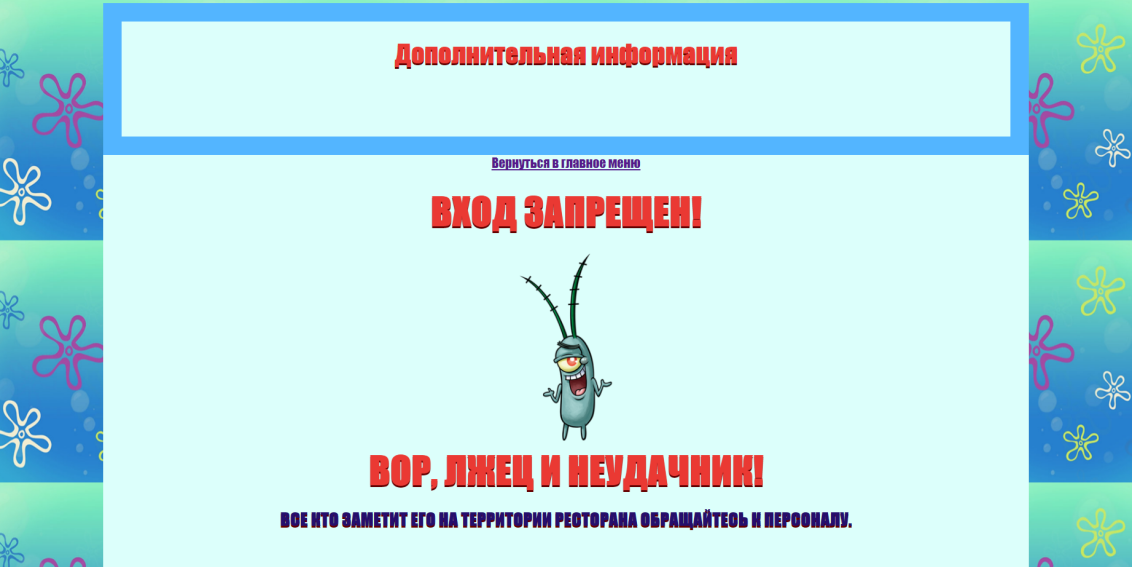 Дополнительная информация
Вернуться в главное меню
ВХОД ЗАПРЕЩЕН!
ВОР, ЛЖЕЦ И НЕУДАЧНИК!
ВСЕ КТО ЗАМЕТИТ ЕГО НА ТЕРРИТОРИИ РЕСТОРАНА ОБРАЩАЙТЕСЬ К ПЕРСОНАЛУ.